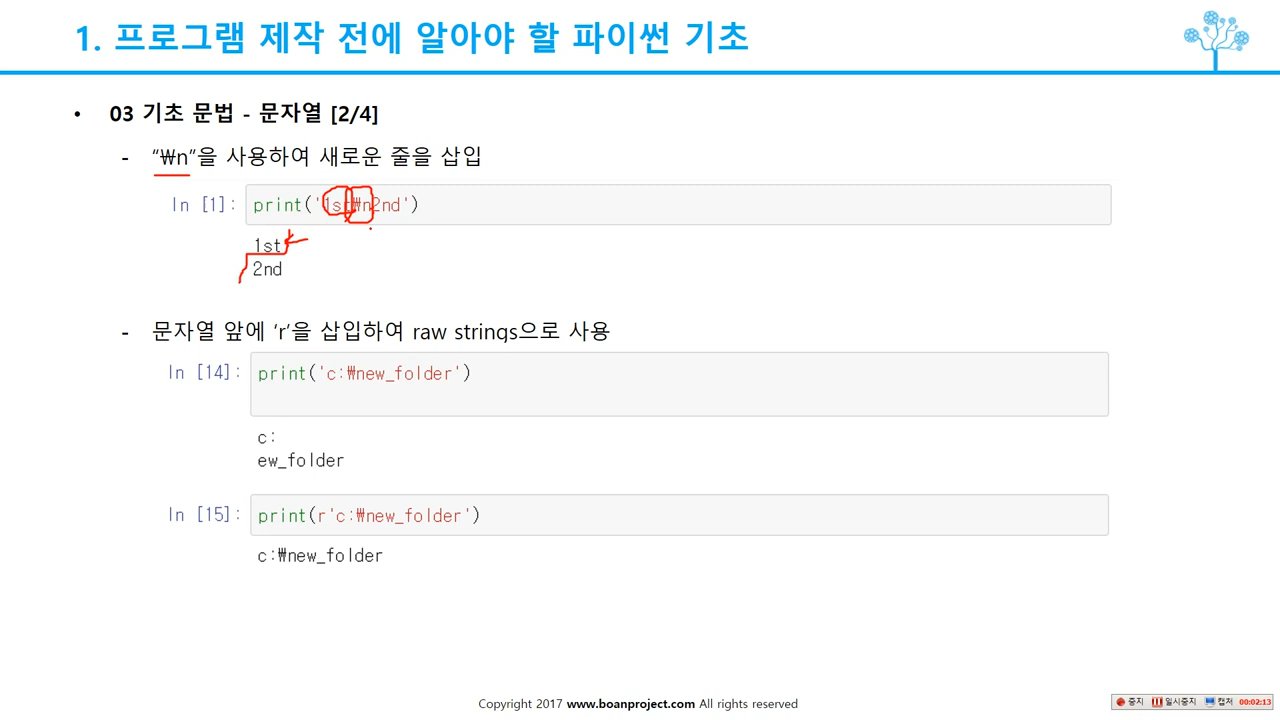 1. 프로그램 제작 전에 알아야 할 파이썬 기초
• 03 기초 문법 - 문자열 [2/4]
- "₩n"을 사용하여 새로운 줄을 삽입
In [1]: print('1st₩n2nd')
1st
2nd
- 문자열 앞에 ‘r’을 삽입하여 raw strings으로 사용
In [14]: print('c:₩new_folder')
c:
ew_folder
In [15]: print(r'c:₩new_folder')
c:₩new_folder
Copyright 2017 www.boanproject.com All rights reserved
중지 일시중지 캡처 00:02:13